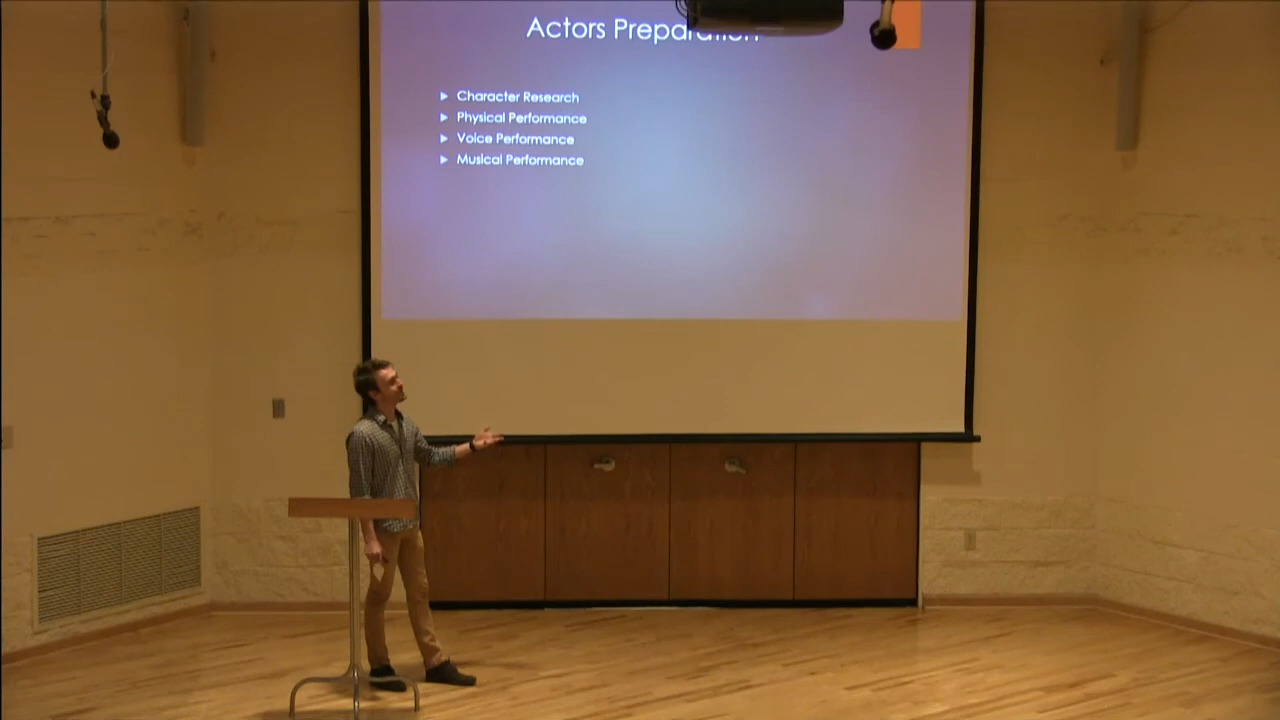 Actors Preparation
Character Research
Physical Performance
Voice Performance
Musical Performance